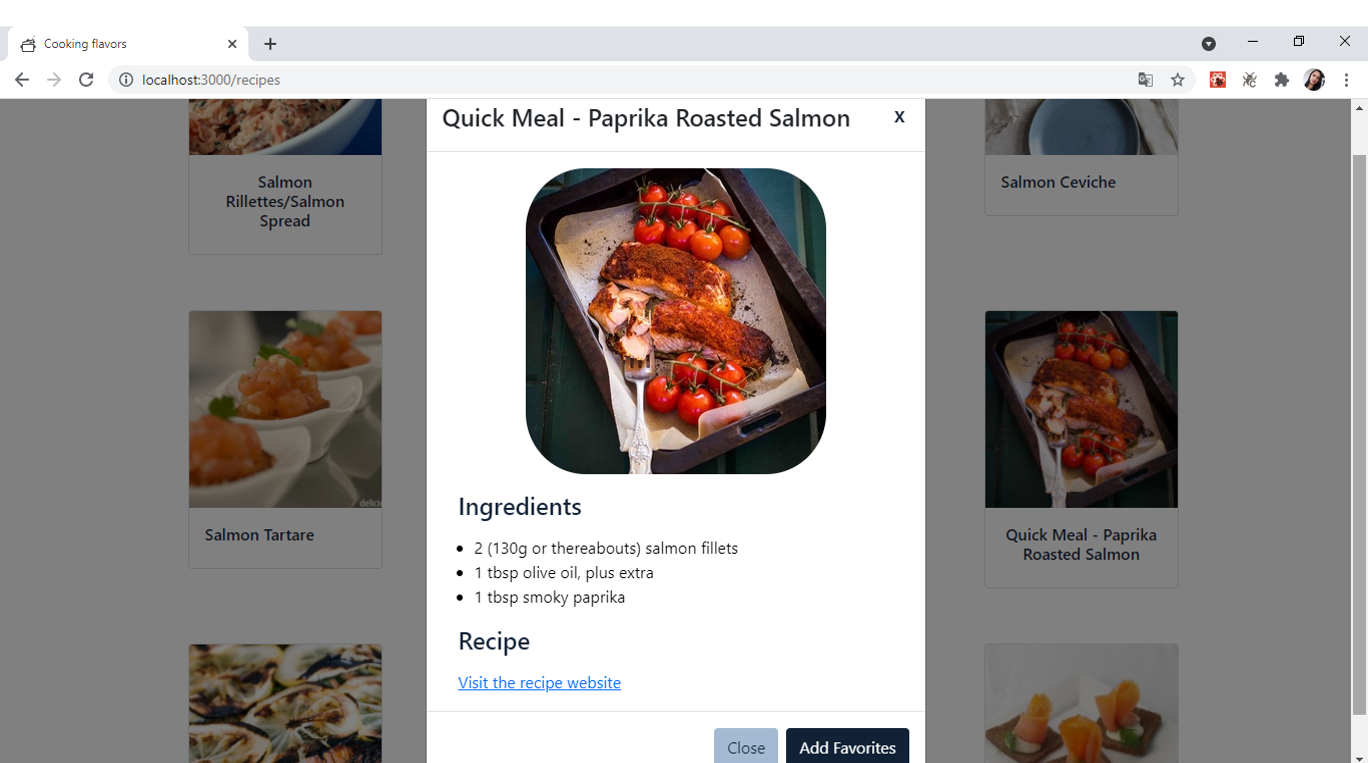 Cooking flavors
localhost:3000/recipes
Quick Meal - Paprika Roasted Salmon
X
Salmon
Rillettes/Salmon
Spread
Salmon Ceviche
Salmon Tartare
Quick Meal - Paprika
Roasted Salmon
Ingredients
2 (130g or thereabouts) salmon fillets
1 tbsp olive oil, plus extra
1 tbsp smoky paprika
Recipe
Visit the recipe website
Close
Add Favorites